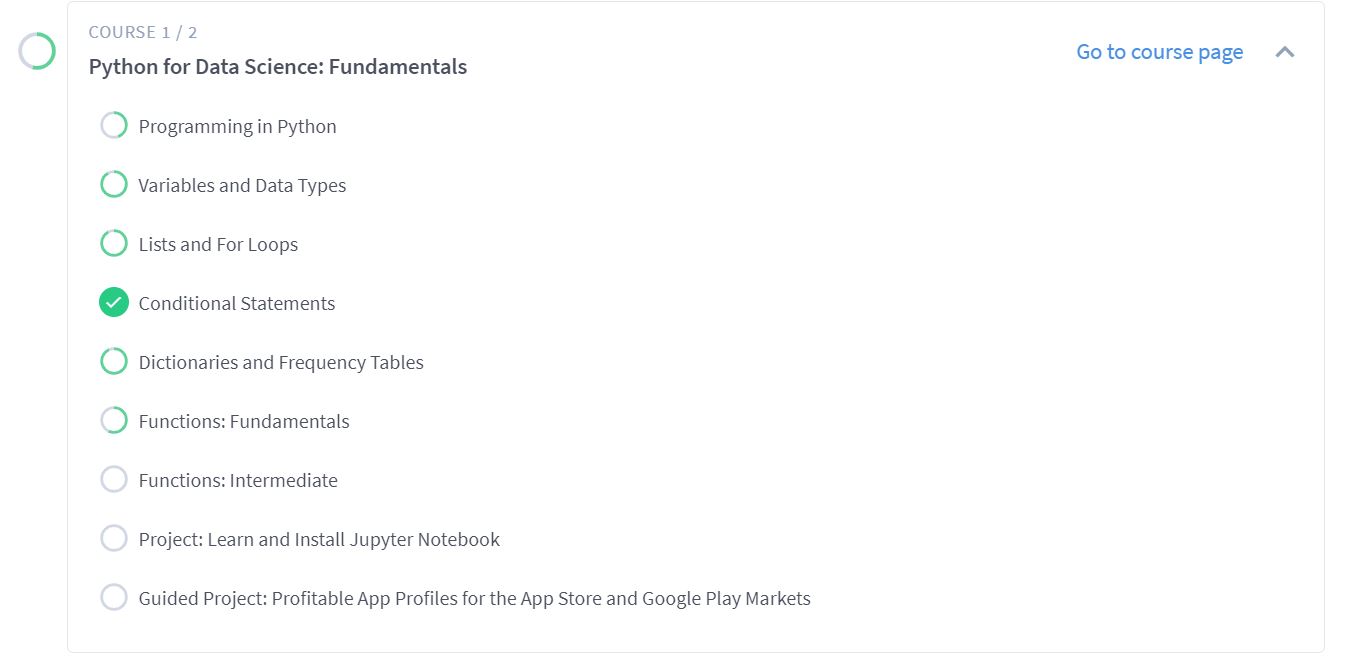 COURSE 1 / 2
Python for Data Science: Fundamentals
Go to course page
Programming in Python
Variables and Data Types
Lists and For Loops
Conditional Statements
Dictionaries and Frequency Tables
Functions: Fundamentals
Functions: Intermediate
Project: Learn and Install Jupyter Notebook
Guided Project: Profitable App Profiles for the App Store and Google Play Markets